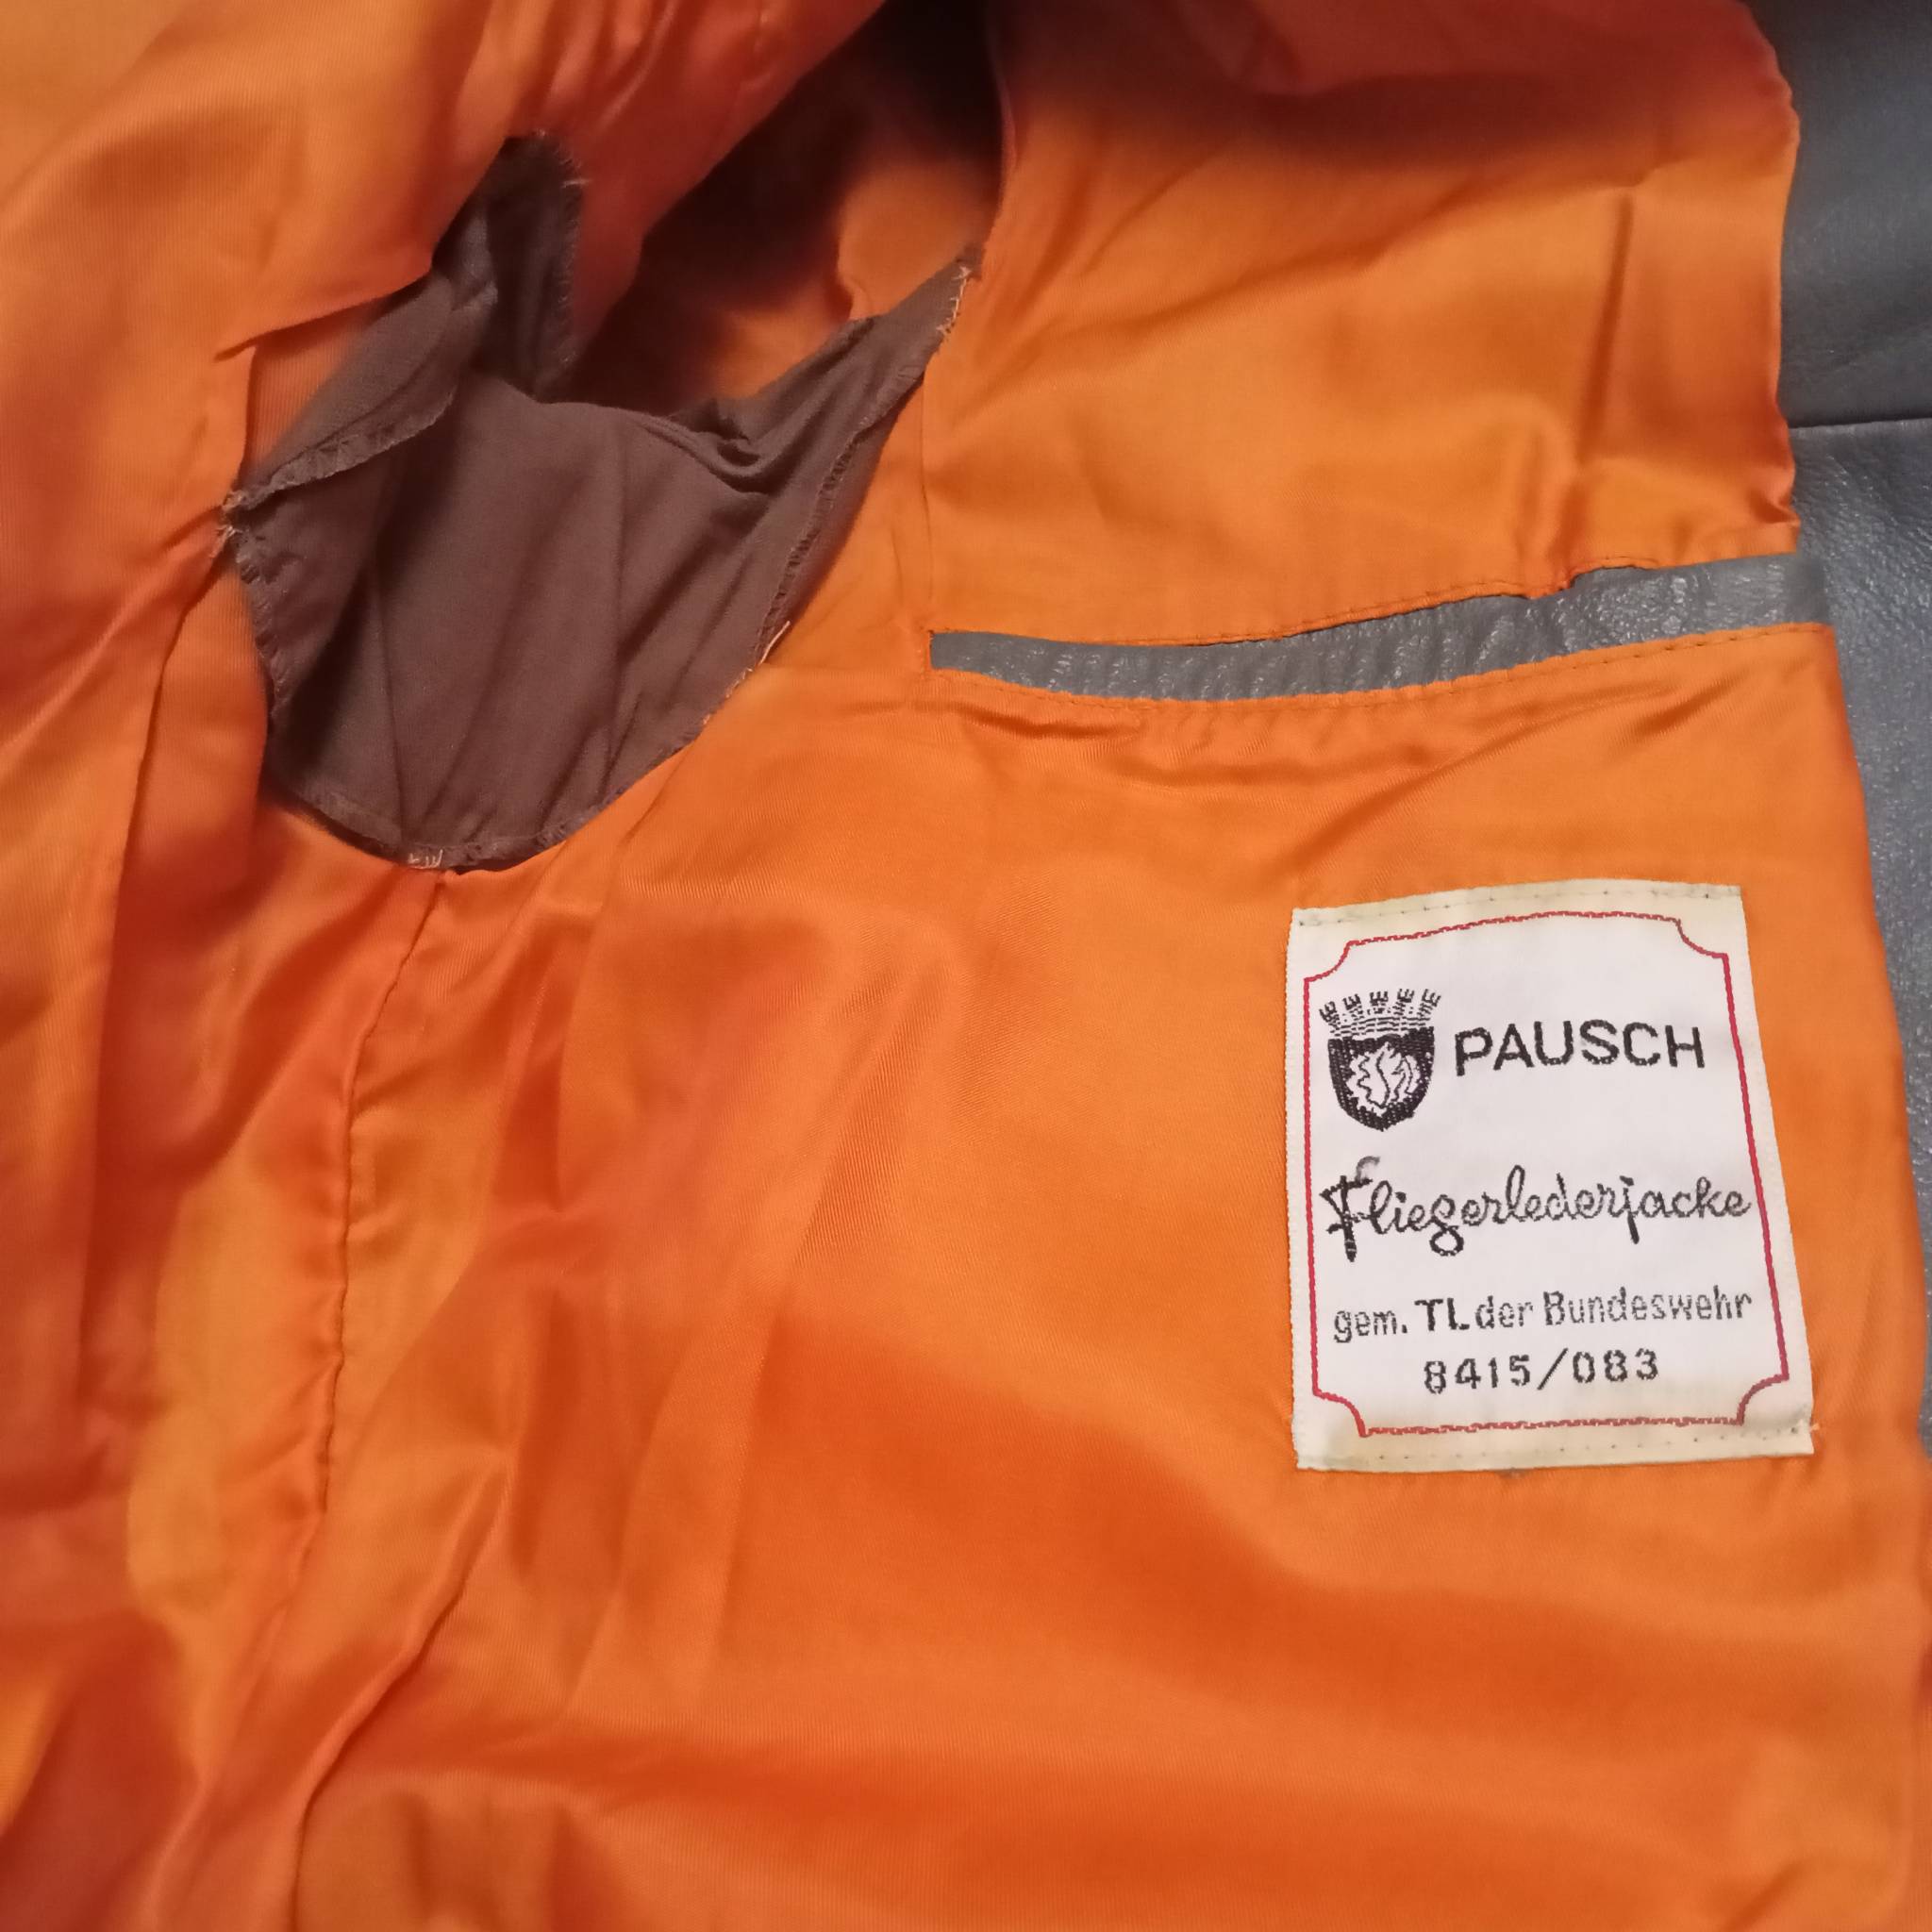 PAUSCH
Fliegerlederjacke
gem. TL der Bundeswehr
8415/083